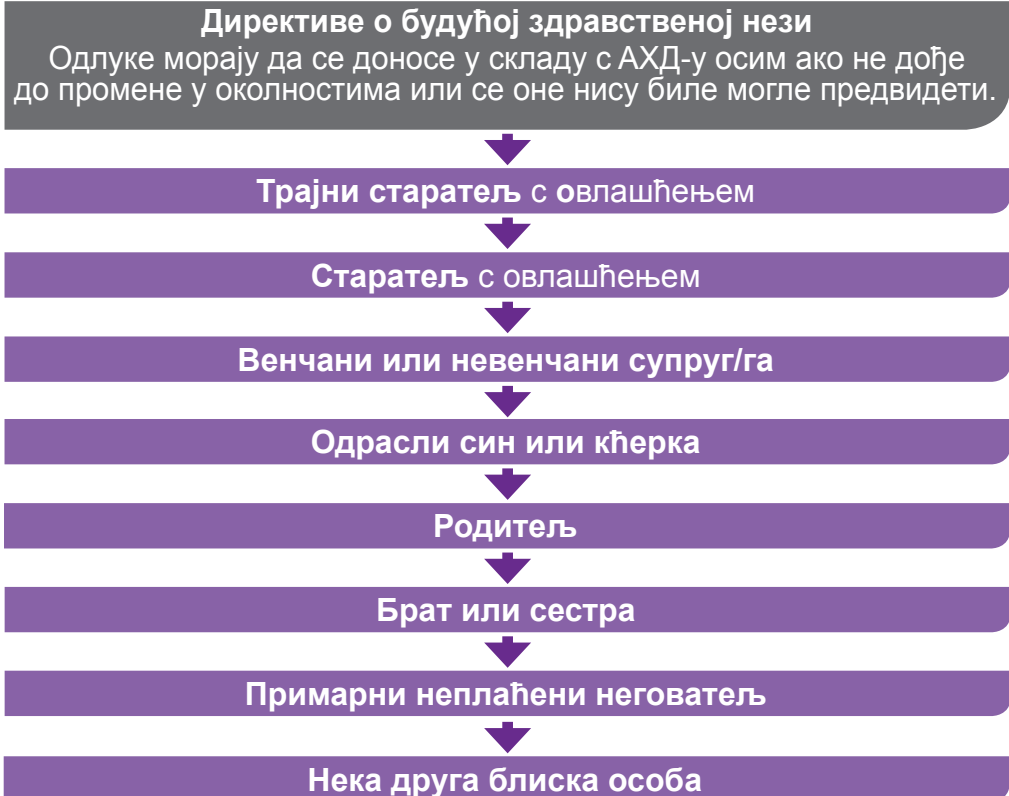 Директиве о будућој здравственој нези
Одлуке морају да се доносе у складу с АХД-у осим ако не дође
до промене у околностима или се оне нису биле могле предвидети.
Трајни старатељ с овлашћењем
Старатељ с овлашћењем
Венчани или невенчани супруг/га
Одрасли син или кћерка
Родитељ
Брат или сестра
Примарни неплаћени неговатељ
Нека друга блиска особа